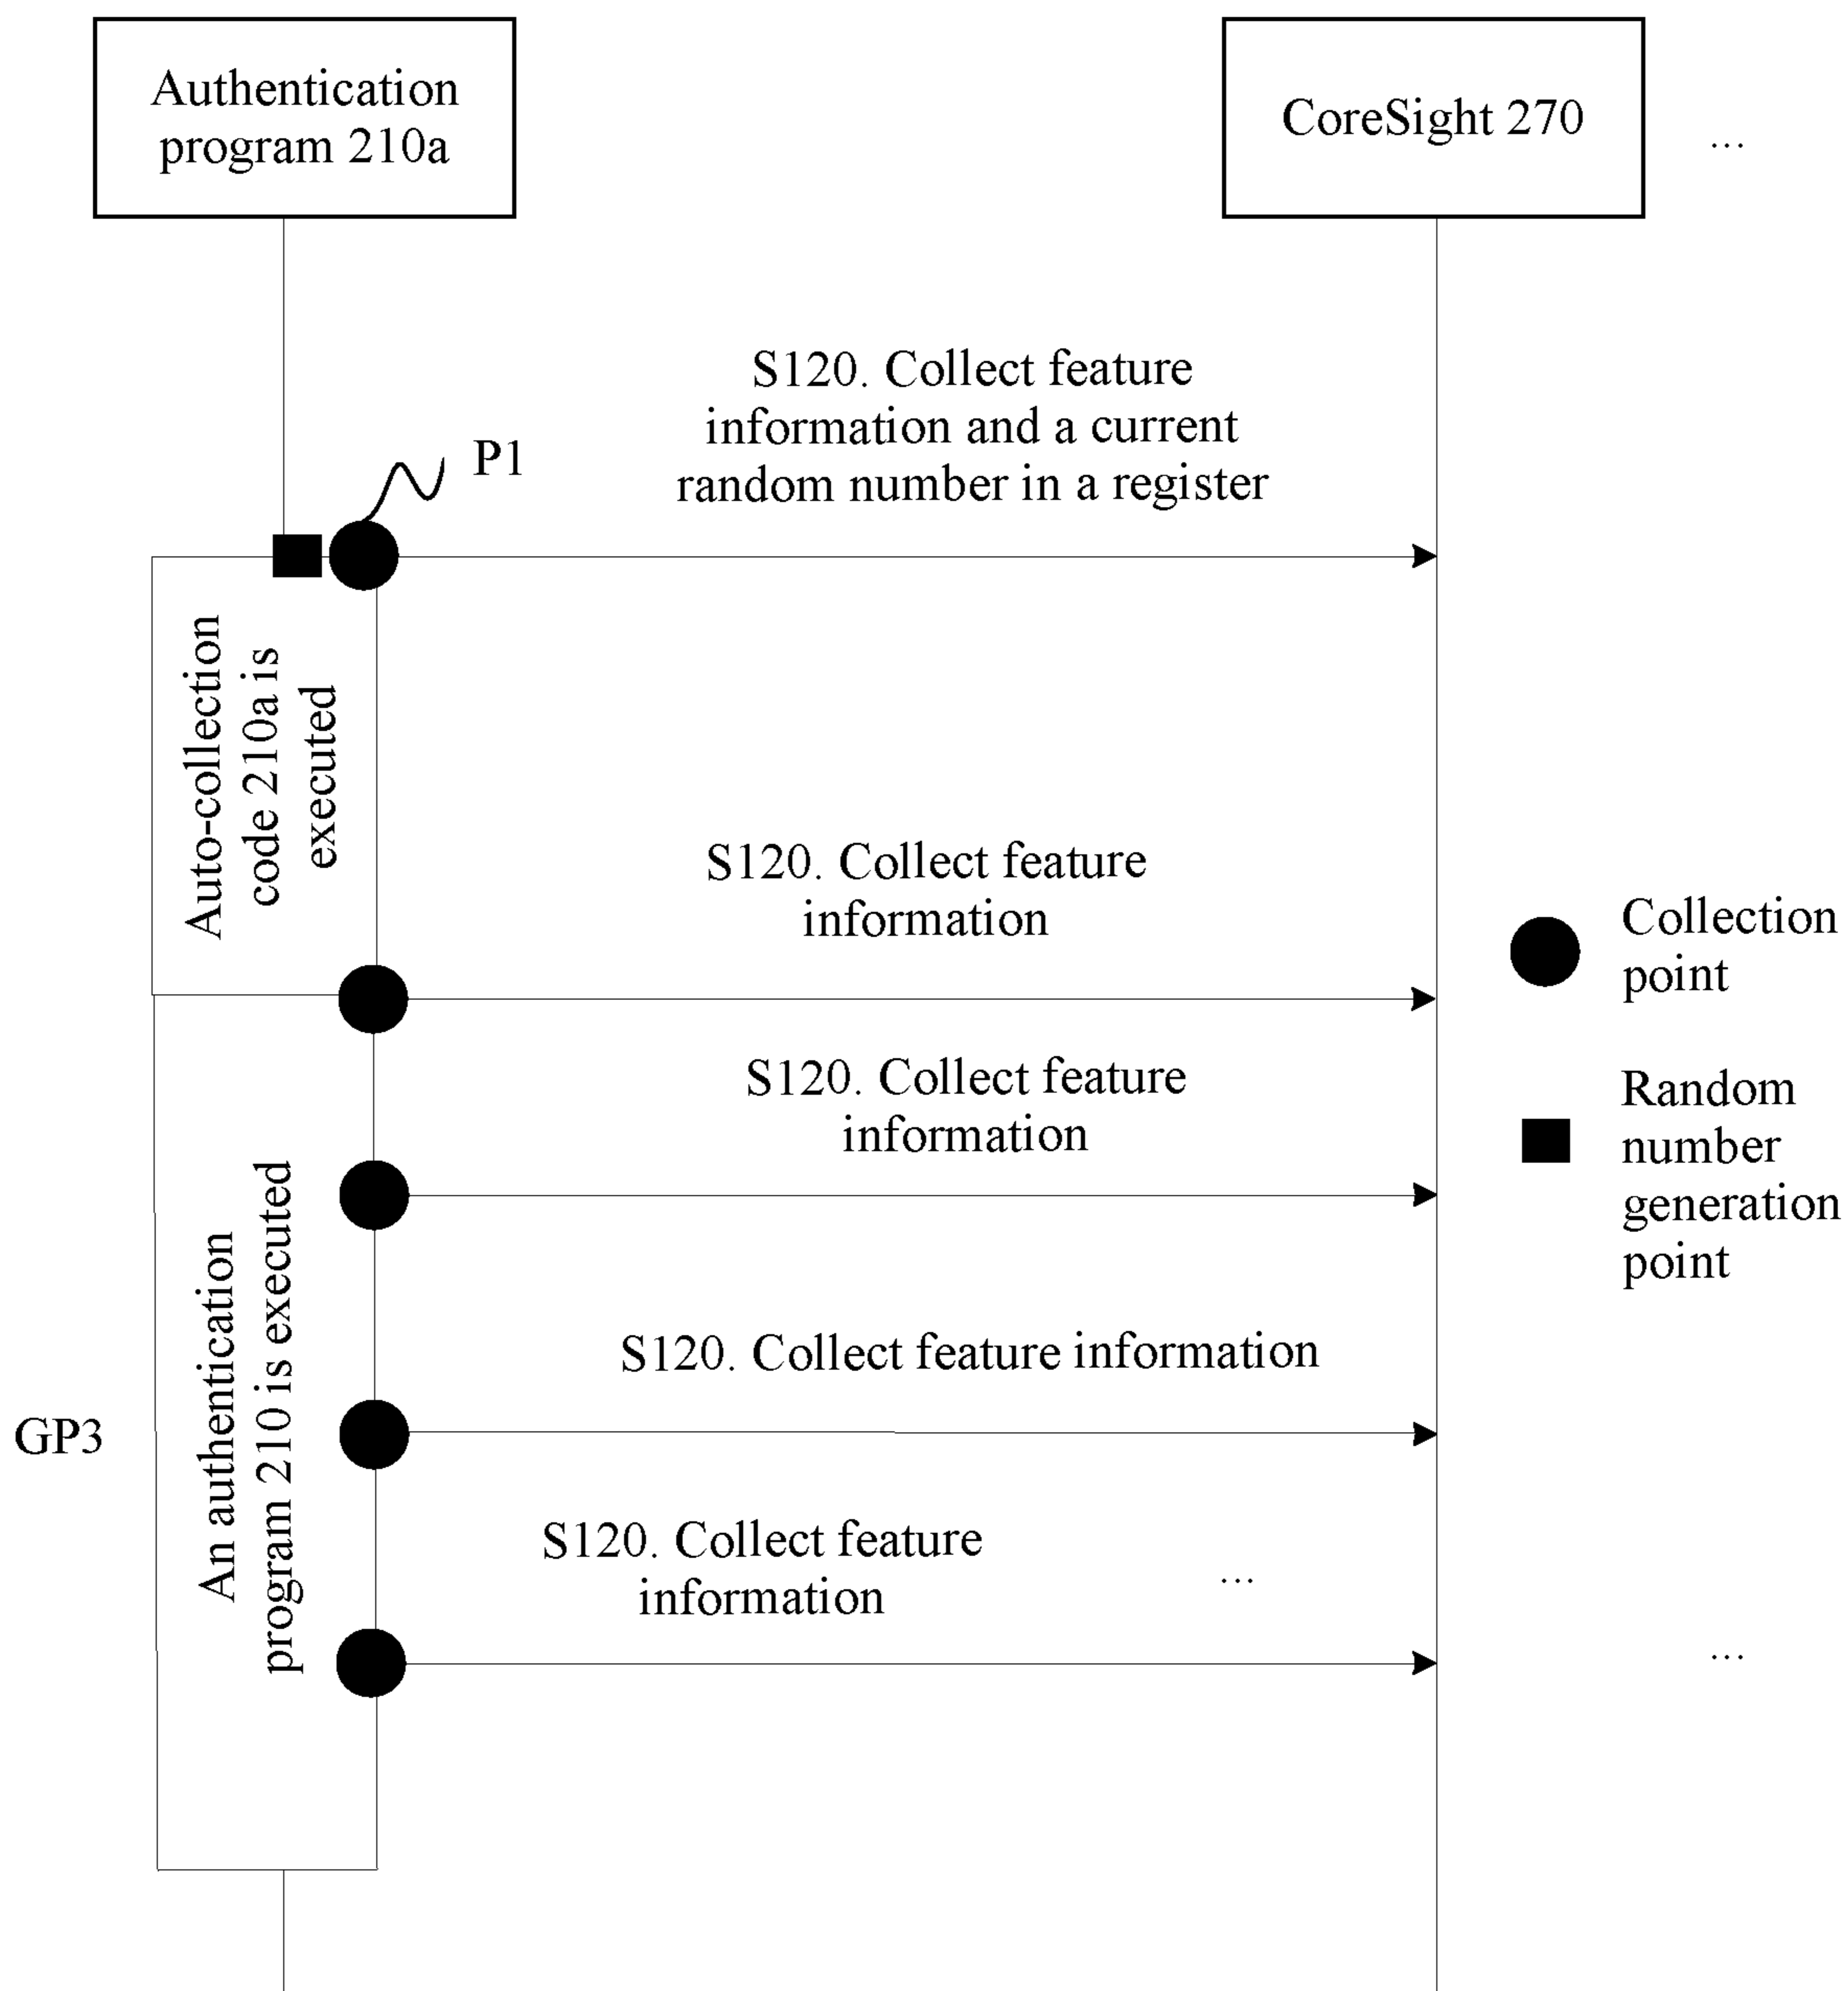 Authentication
program 210a
CoreSight 270
...
S120. Collect feature
information and a current
random number in a register
P1
Auto-collection
code 210a is
executed
S120. Collect feature
information
Collection
point
S120. Collect feature
information
Random
number
generation
point
An authentication
program 210 is executed
S120. Collect feature information
GP3
S120. Collect feature
information
...
...